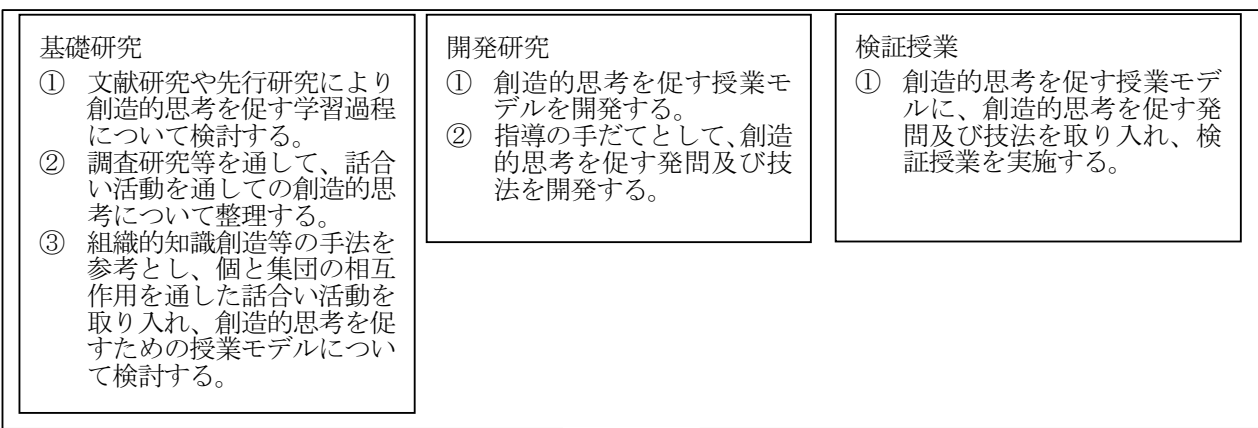 基礎研究
① 文献研究や先行研究により
創造的思考を促す学習過程
について検討する。
② 調査研究等を通して、話合
い活動を通しての創造的思
考について整理する。
③ 組織的知識創造等の手法を
参考とし、個と集団の相互
作用を通した話合い活動を
取り入れ、創造的思考を促
すための授業モデルについ
て検討する。
開発研究
① 創造的思考を促す授業モ
デルを開発する。
② 指導の手だてとして、創造
的思考を促す発問及び技
法を開発する。
検証授業
① 創造的思考を促す授業モデ
ルに、創造的思考を促す発
問及び技法を取り入れ、検
証授業を実施する。